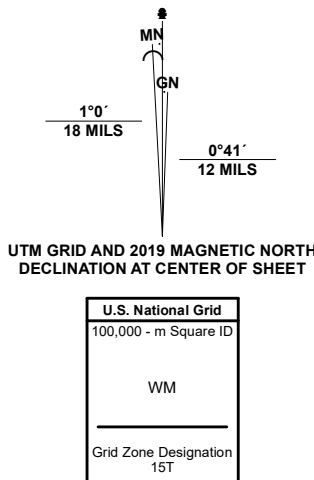 MN
GN
1°0´
18 MILS
0°41´
12 MILS
UTM GRID AND 2019 MAGNETIC NORTH
DECLINATION AT CENTER OF SHEET
U.S. National Grid
100,000 - m Square ID
WM
Grid Zone Designation
15T